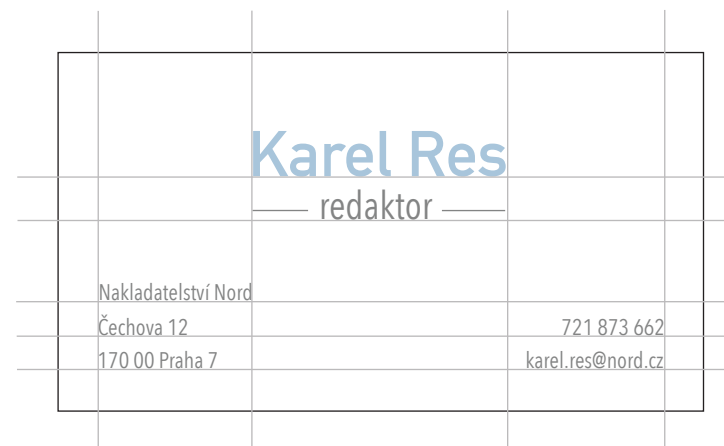 Karel Res
redaktor
Nakladatelství Nord
Čechova 12
170 00 Praha 7
721 873 662
karel.res@nord.cz